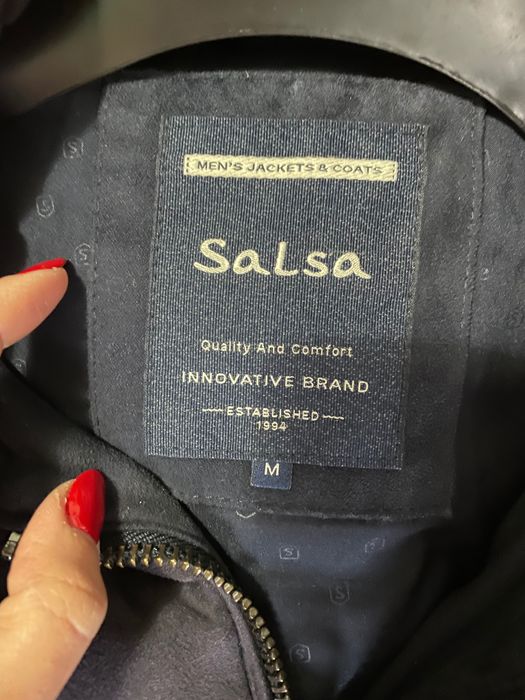 MEN'S JACKETS & COATS
Salsa
Quality And Comfort
INNOVATIVE BRAND
ESTABLISHED
1994
M
S
S
S
S
S
S
S